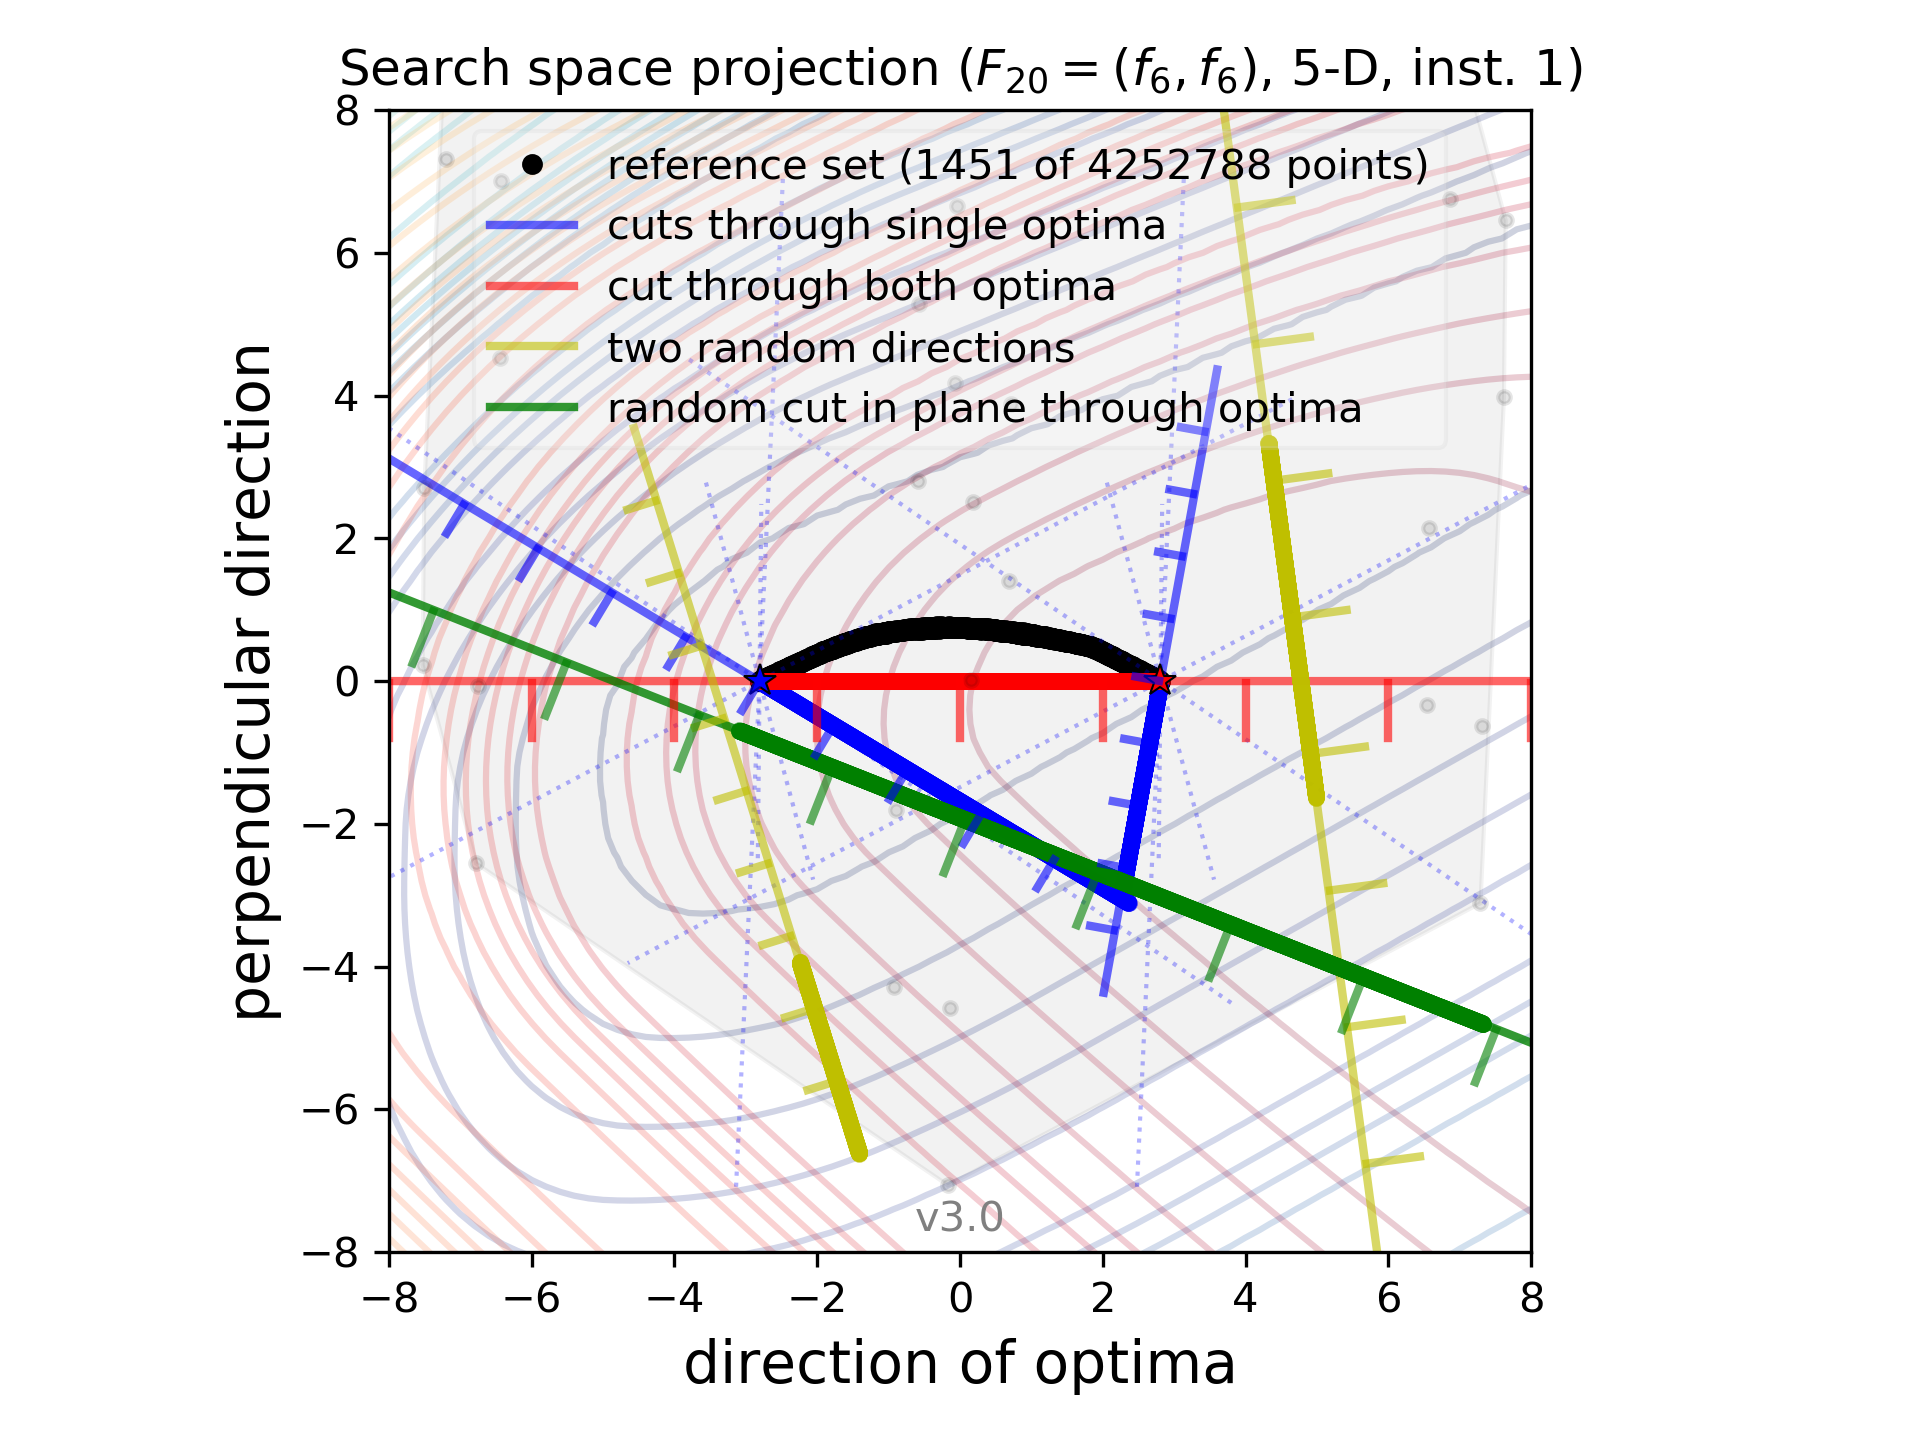 Search space projection (F₂₀ = (f₆, f₆), 5-D, inst. 1)
reference set (1451 of 4252788 points)
cuts through single optima
cut through both optima
two random directions
random cut in plane through optima
perpendicular direction
8
6
4
2
0
−2
−4
−6
−8
v3.0
−8 −6 −4 −2 0 2 4 6 8
direction of optima